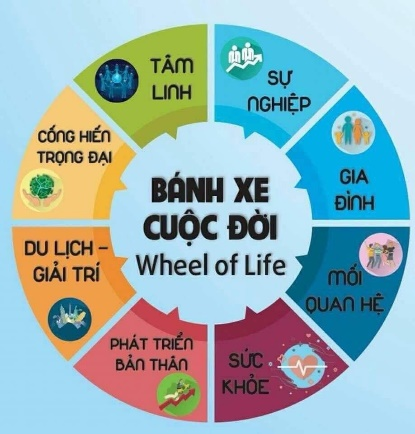 BÁNH XE
CUỘC ĐỜI
Wheel of Life
SỰ
NGHIỆP
GIA
ĐÌNH
MỐI
QUAN HỆ
SỨC
KHỎE
PHÁT TRIỂN
BẢN THÂN
DU LỊCH –
GIẢI TRÍ
CỐNG HIẾN
TRỌNG ĐẠI
TÂM
LINH